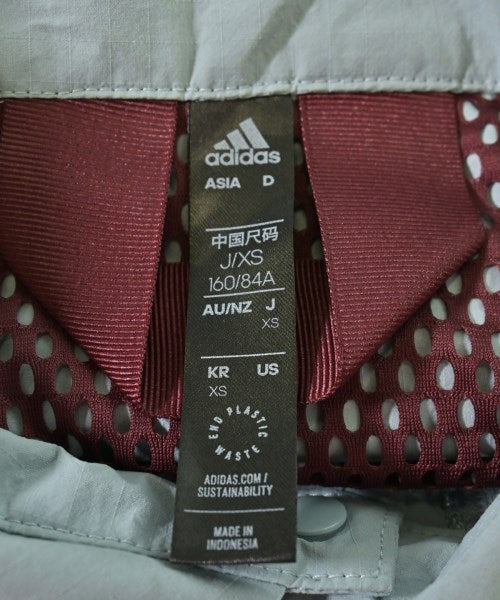 adidas
ASIA D
中国尺码
J/XS
160/84A
AU/NZ J
XS
KR US
XS
END PLASTIC WASTE
ADIDAS.COM/
SUSTAINABILITY
MADE IN
INDONESIA